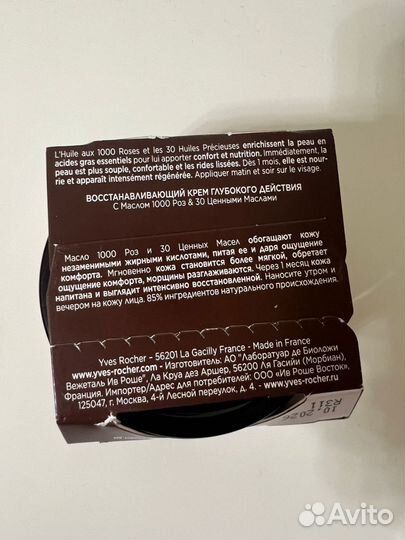 L'Huile aux 1000 Roses et les 30 Huiles Précieuses enrichissent la peau en
acides gras essentiels pour lui apporter confort et nutrition. Immédiatement, la
peau est plus souple, confortable et les rides lissées. Dès 1 mois, elle est nour-
rie et apparaît intensément régénérée. Appliquer matin et soir sur le visage.
ВОССТАНАВЛИВАЮЩИЙ КРЕМ ГЛУБОКОГО ДЕЙСТВИЯ
С Маслом 1000 Роз & 30 Ценными Маслами
Масло 1000 Роз и 30 Ценных Масел обогащают кожу
незаменимыми жирными кислотами, питая ее и даря ощущение
комфорта. Мгновенно кожа становится более мягкой, обретает
ощущение комфорта, морщины разглаживаются. Через 1 месяц кожа
напитана и выглядит интенсивно восстановленной. Наносите утром и
вечером на кожу лица. 85% ингредиентов натурального происхождения.
Yves Rocher – 56201 La Gacilly France - Made in France
www.yves-rocher.com - Изготовитель: АО "Лаборатуар де Биоложи
Вежеталь Ив Роше", Ла Круа дез Аршер, 56200 Ля Гасийи (Морбиан),
Франция. Импортер/Адрес для потребителей: ООО «Ив Роше Восток»,
125047, г. Москва, 4-й Лесной переулок, д. 4. - www.yves-rocher.ru
10.2026
R311
Avito